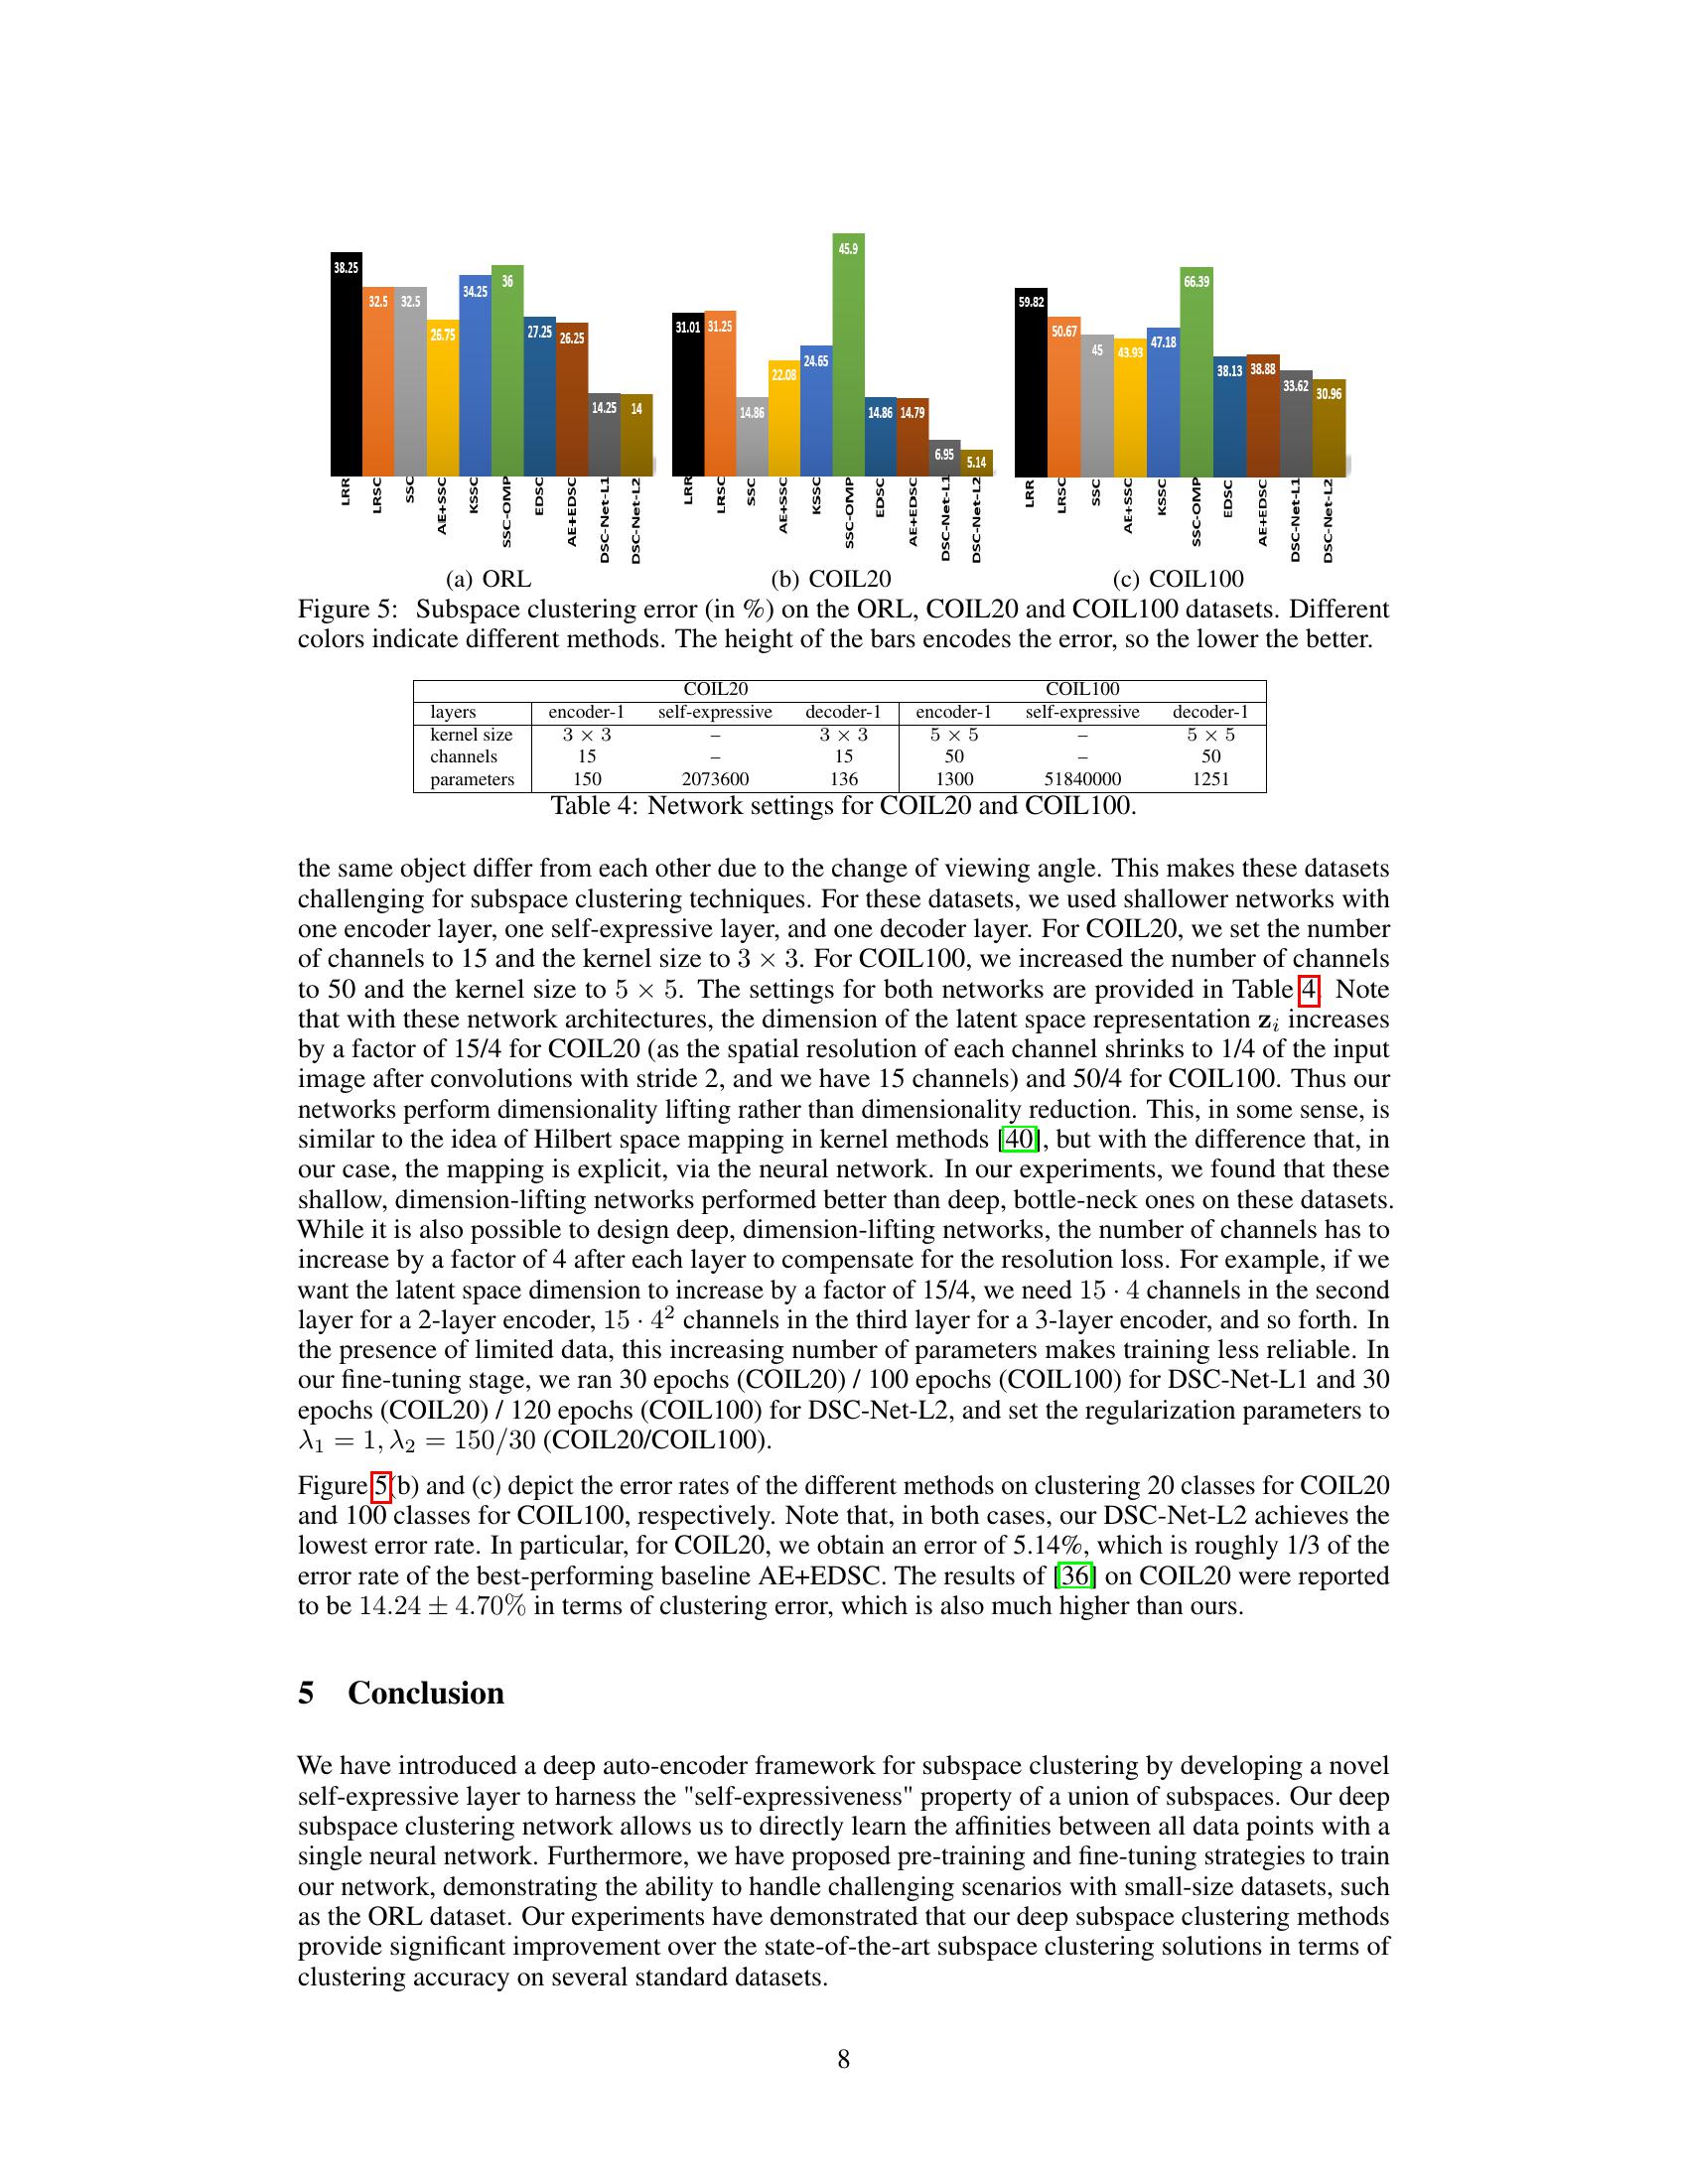 38.25
32.5
32.5
26.75
34.25
36
27.25
26.25
14.25
14
LRR
LRSC
SSC
AE+SSC
KSSC
SSC-OMP
EDSC
AE+EDSC
DSC-Net-L1
DSC-Net-L2
(a) ORL
31.01
31.25
14.86
22.08
24.65
45.9
14.86
14.79
6.95
5.14
LRR
LRSC
SSC
AE+SSC
KSSC
SSC-OMP
EDSC
AE+EDSC
DSC-Net-L1
DSC-Net-L2
(b) COIL20
59.82
50.67
45
43.93
47.18
66.39
38.13
38.88
33.62
30.96
LRR
LRSC
SSC
AE+SSC
KSSC
SSC-OMP
EDSC
AE+EDSC
DSC-Net-L1
DSC-Net-L2
(c) COIL100
Figure 5: Subspace clustering error (in %) on the ORL, COIL20 and COIL100 datasets. Different
colors indicate different methods. The height of the bars encodes the error, so the lower the better.
COIL20 COIL100
layers encoder-1 self-expressive decoder-1 encoder-1 self-expressive decoder-1
kernel size 3 × 3 – 3 × 3 5 × 5 – 5 × 5
channels 15 – 15 50 – 50
parameters 150 2073600 136 1300 51840000 1251
Table 4: Network settings for COIL20 and COIL100.
the same object differ from each other due to the change of viewing angle. This makes these datasets
challenging for subspace clustering techniques. For these datasets, we used shallower networks with
one encoder layer, one self-expressive layer, and one decoder layer. For COIL20, we set the number
of channels to 15 and the kernel size to 3 × 3. For COIL100, we increased the number of channels
to 50 and the kernel size to 5 × 5. The settings for both networks are provided in Table 4. Note
that with these network architectures, the dimension of the latent space representation zᵢ increases
by a factor of 15/4 for COIL20 (as the spatial resolution of each channel shrinks to 1/4 of the input
image after convolutions with stride 2, and we have 15 channels) and 50/4 for COIL100. Thus our
networks perform dimensionality lifting rather than dimensionality reduction. This, in some sense, is
similar to the idea of Hilbert space mapping in kernel methods [40], but with the difference that, in
our case, the mapping is explicit, via the neural network. In our experiments, we found that these
shallow, dimension-lifting networks performed better than deep, bottle-neck ones on these datasets.
While it is also possible to design deep, dimension-lifting networks, the number of channels has to
increase by a factor of 4 after each layer to compensate for the resolution loss. For example, if we
want the latent space dimension to increase by a factor of 15/4, we need 15 · 4 channels in the second
layer for a 2-layer encoder, 15 · 4² channels in the third layer for a 3-layer encoder, and so forth. In
the presence of limited data, this increasing number of parameters makes training less reliable. In
our fine-tuning stage, we ran 30 epochs (COIL20) / 100 epochs (COIL100) for DSC-Net-L1 and 30
epochs (COIL20) / 120 epochs (COIL100) for DSC-Net-L2, and set the regularization parameters to
λ₁ = 1, λ₂ = 150/30 (COIL20/COIL100).
Figure 5(b) and (c) depict the error rates of the different methods on clustering 20 classes for COIL20
and 100 classes for COIL100, respectively. Note that, in both cases, our DSC-Net-L2 achieves the
lowest error rate. In particular, for COIL20, we obtain an error of 5.14%, which is roughly 1/3 of the
error rate of the best-performing baseline AE+EDSC. The results of [36] on COIL20 were reported
to be 14.24 ± 4.70% in terms of clustering error, which is also much higher than ours.
5 Conclusion
We have introduced a deep auto-encoder framework for subspace clustering by developing a novel
self-expressive layer to harness the "self-expressiveness" property of a union of subspaces. Our deep
subspace clustering network allows us to directly learn the affinities between all data points with a
single neural network. Furthermore, we have proposed pre-training and fine-tuning strategies to train
our network, demonstrating the ability to handle challenging scenarios with small-size datasets, such
as the ORL dataset. Our experiments have demonstrated that our deep subspace clustering methods
provide significant improvement over the state-of-the-art subspace clustering solutions in terms of
clustering accuracy on several standard datasets.
8